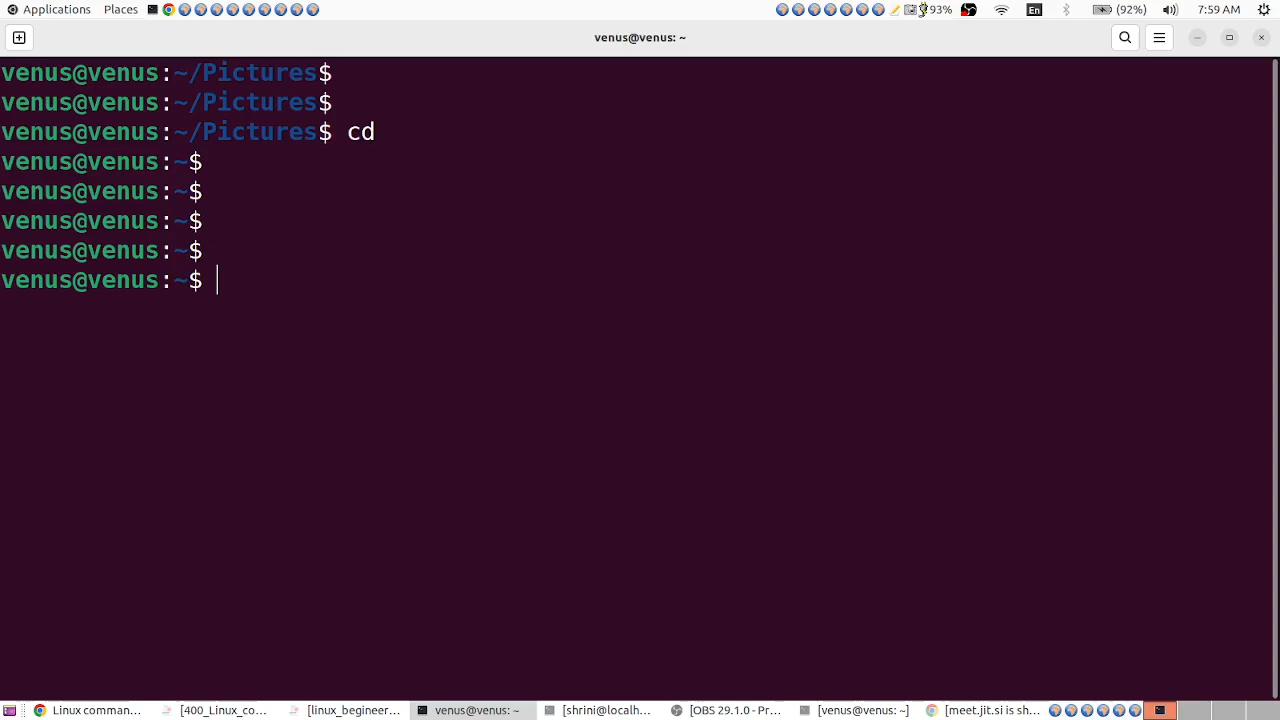 Applications Places 93% En (92%) 7:59 AM
venus@venus: ~
venus@venus:~/Pictures$
venus@venus:~/Pictures$
venus@venus:~/Pictures$ cd
venus@venus:~$
venus@venus:~$
venus@venus:~$
venus@venus:~$
venus@venus:~$
Linux comman... [400_Linux_co... [linux_begineer... venus@venus: ~ [shrini@localh... [OBS 29.1.0 - Pr... [venus@venus: ~] [meet.jit.si is sh...